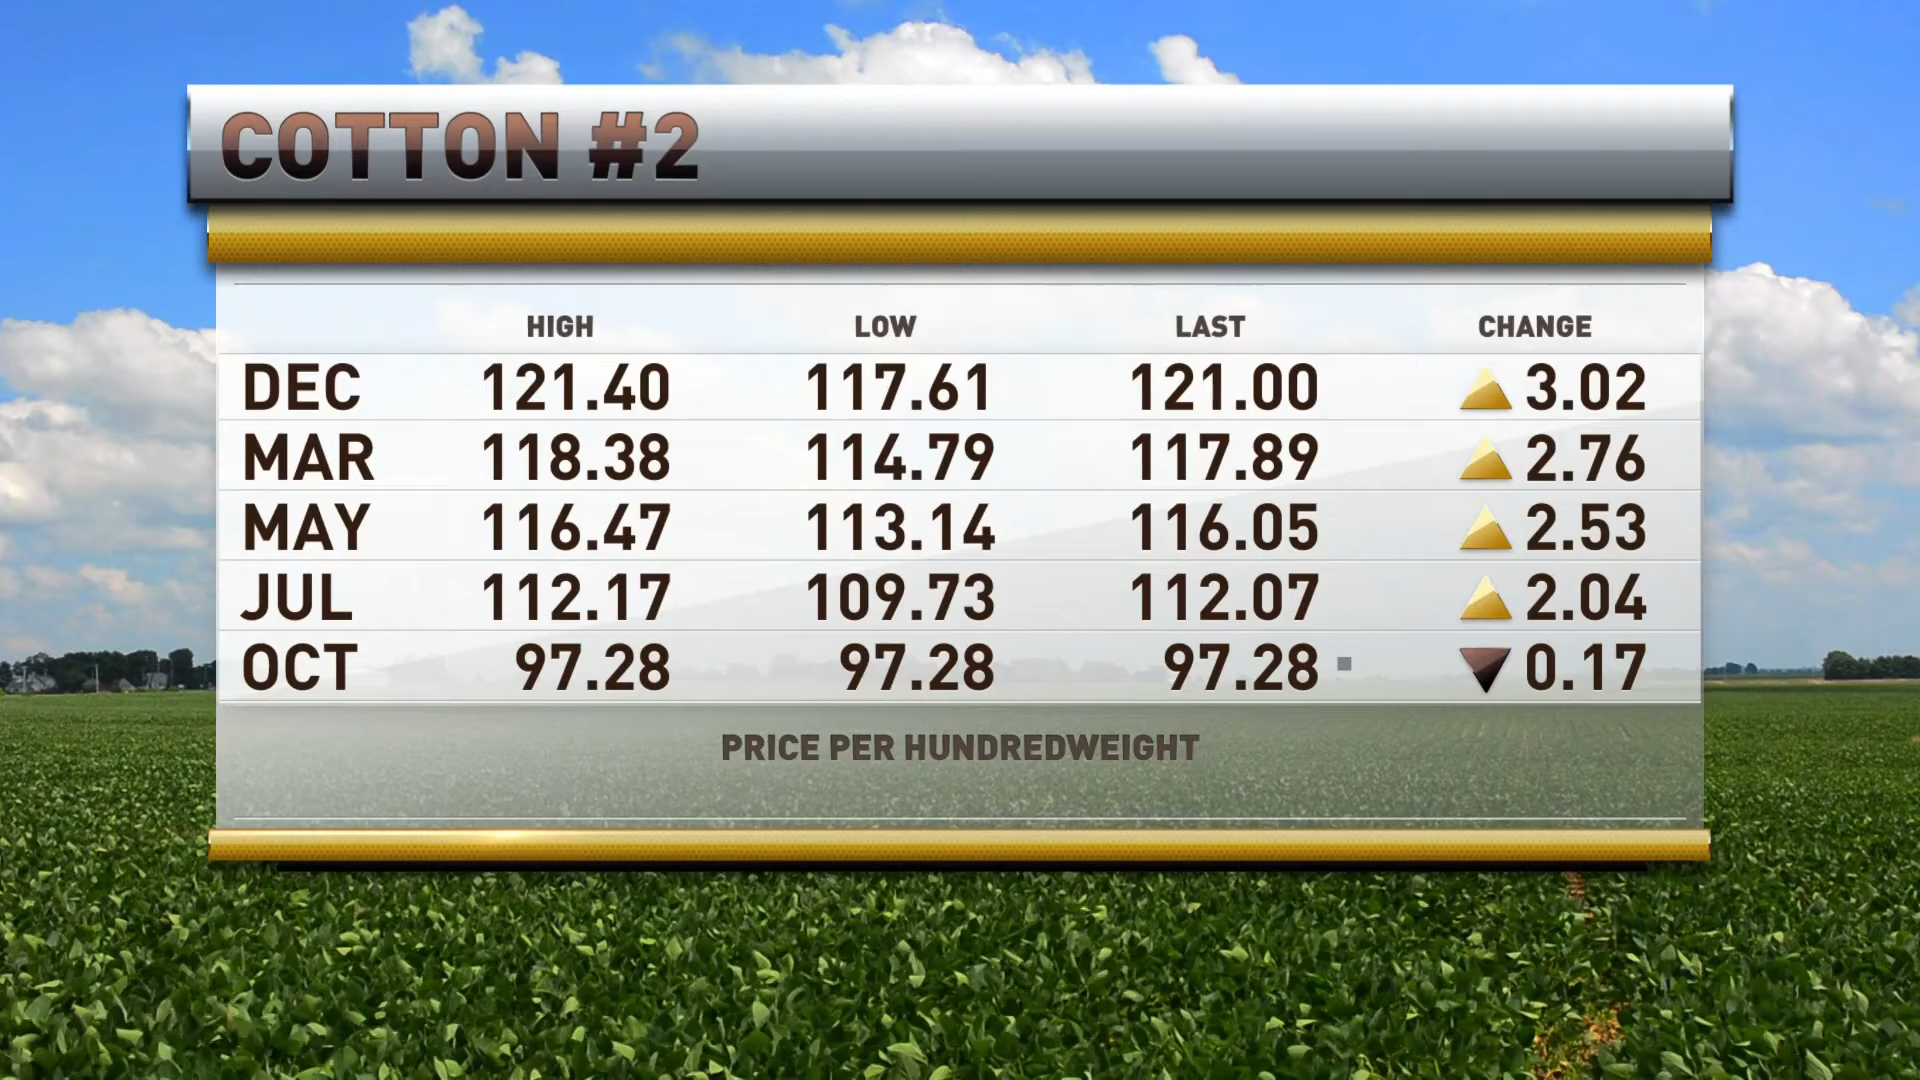 COTTON #2
HIGH LOW LAST CHANGE
DEC 121.40 117.61 121.00 3.02
MAR 118.38 114.79 117.89 2.76
MAY 116.47 113.14 116.05 2.53
JUL 112.17 109.73 112.07 2.04
OCT 97.28 97.28 97.28 0.17
PRICE PER HUNDREDWEIGHT